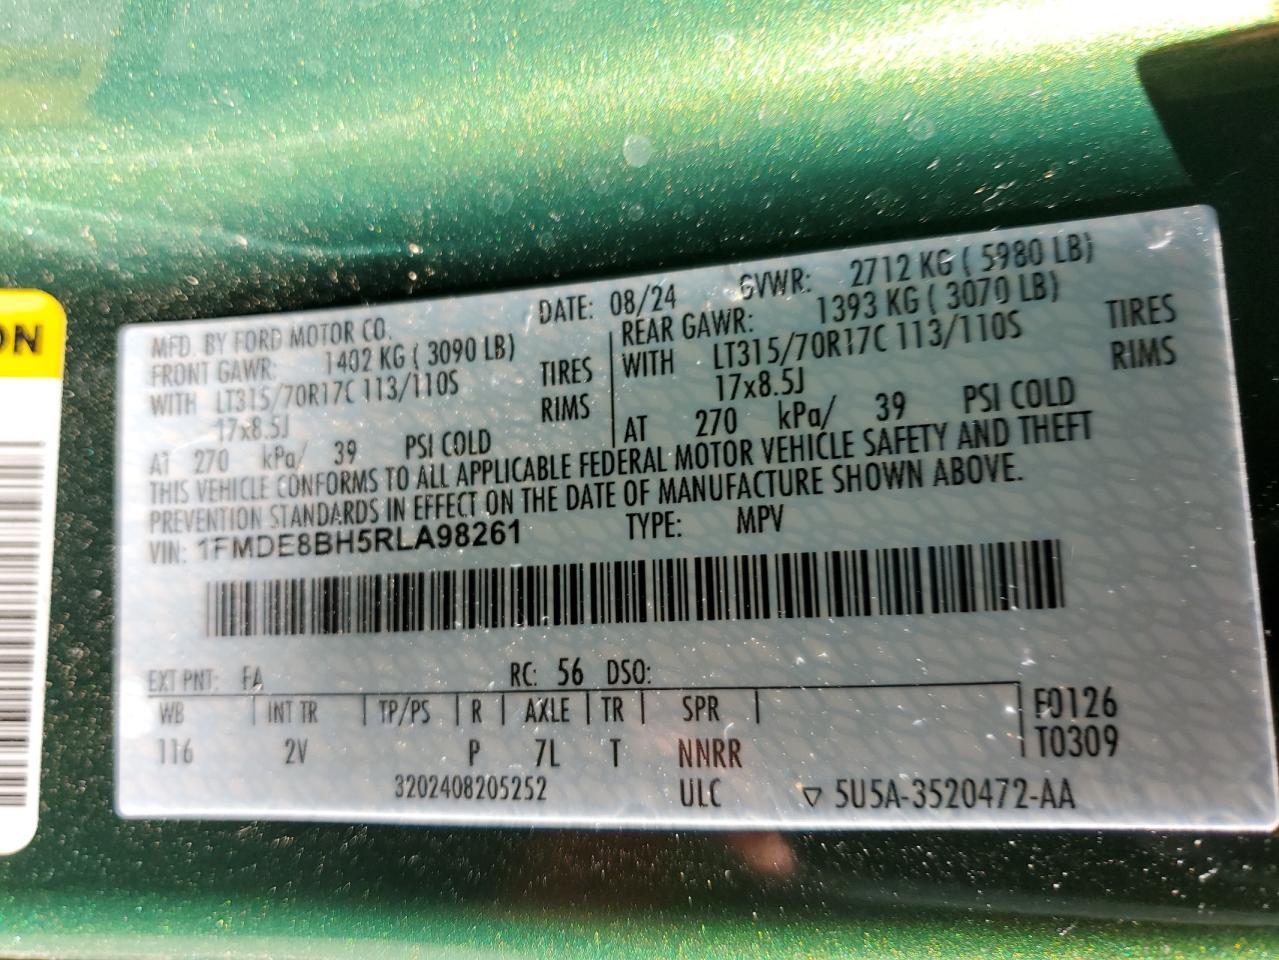 ON
MFD. BY FORD MOTOR CO.
DATE: 08/24
GVWR: 2712 KG ( 5980 LB)
FRONT GAWR: 1402 KG ( 3090 LB)
WITH LT315/70R17C 113/110S TIRES
17x8.5J RIMS
AT 270 kPa/ 39 PSI COLD
REAR GAWR: 1393 KG ( 3070 LB)
WITH LT315/70R17C 113/110S TIRES
17x8.5J RIMS
AT 270 kPa/ 39 PSI COLD
THIS VEHICLE CONFORMS TO ALL APPLICABLE FEDERAL MOTOR VEHICLE SAFETY AND THEFT
PREVENTION STANDARDS IN EFFECT ON THE DATE OF MANUFACTURE SHOWN ABOVE.
VIN: 1FMDE8BH5RLA98261 TYPE: MPV
EXT PNT: FA RC: 56 DSO:
WB INT TR TP/PS R AXLE TR SPR F0126
116 2V P 7L T NNRR T0309
3202408205252 ULC ▽ 5U5A-3520472-AA